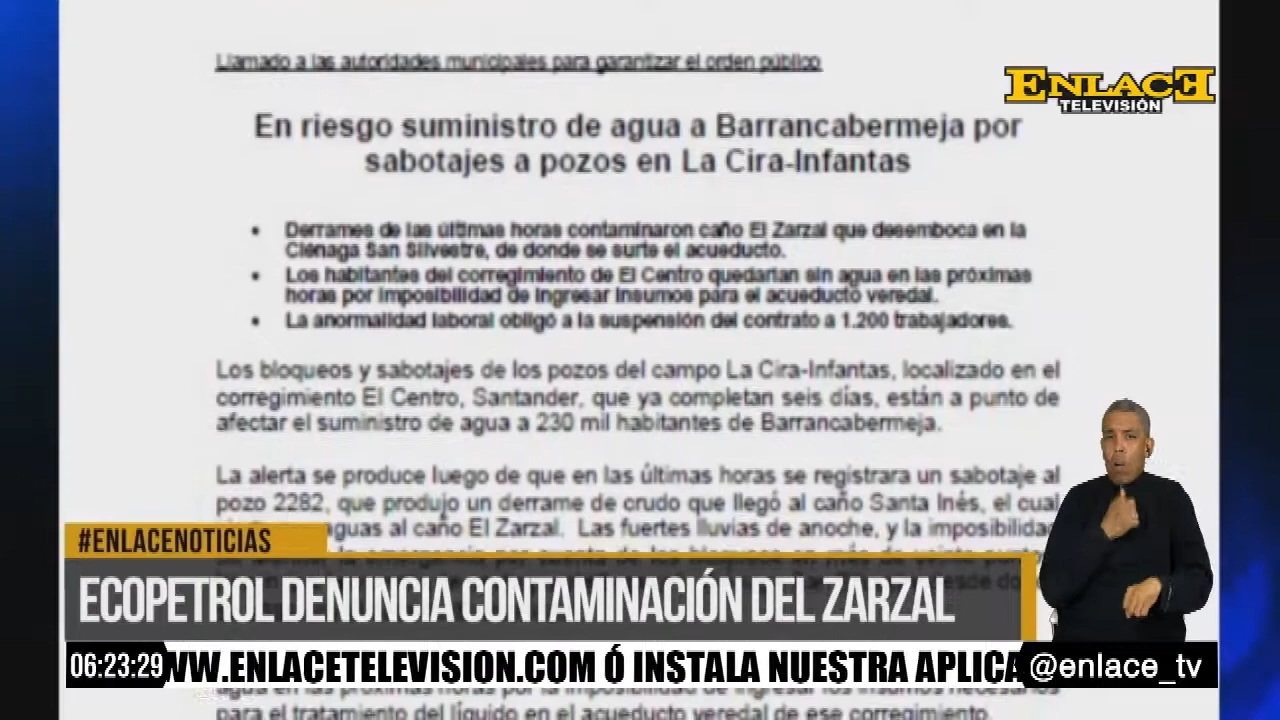 Llamado a las autoridades municipales para garantizar el orden público
ENLACE
TELEVISIÓN
En riesgo suministro de agua a Barrancabermeja por
sabotajes a pozos en La Cira-Infantas
• Derrames de las últimas horas contaminaron caño El Zarzal que desemboca en la
Ciénaga San Silvestre, de donde se surte el acueducto.
• Los habitantes del corregimiento de El Centro quedarían sin agua en las próximas
horas por imposibilidad de ingresar insumos para el acueducto veredal.
• La anormalidad laboral obligó a la suspensión del contrato a 1.200 trabajadores.
Los bloqueos y sabotajes de los pozos del campo La Cira-Infantas, localizado en el
corregimiento El Centro, Santander, que ya completan seis días, están a punto de
afectar el suministro de agua a 230 mil habitantes de Barrancabermeja.
La alerta se produce luego de que en las últimas horas se registrara un sabotaje al
pozo 2282, que produjo un derrame de crudo que llegó al caño Santa Inés, el cual
aguas al caño El Zarzal. Las fuertes lluvias de anoche, y la imposibilidad
#ENLACENOTICIAS
ECOPETROL DENUNCIA CONTAMINACIÓN DEL ZARZAL
06:23:29
WWW.ENLACETELEVISION.COM Ó INSTALA NUESTRA APLICA
@enlace_tv
agua en las próximas horas por la imposibilidad de ingresar los insumos necesarios
para el tratamiento del líquido en el acueducto veredal de ese corregimiento.